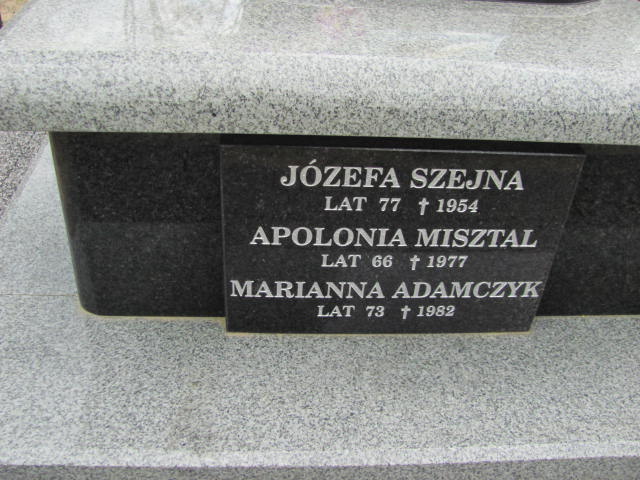 JÓZEFA SZEJNA
LAT 77 † 1954
APOLONIA MISZTAL
LAT 66 † 1977
MARIANNA ADAMCZYK
LAT 73 † 1982